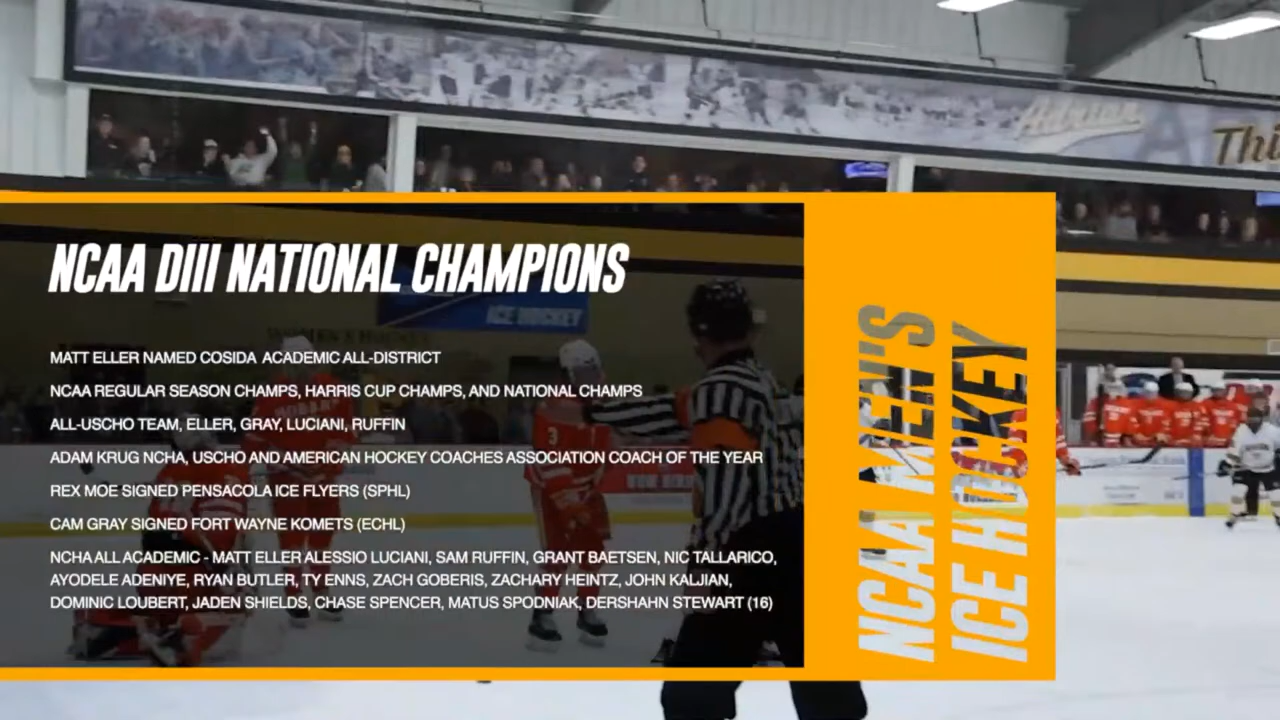 Adrian
Thi
NCAA DIII NATIONAL CHAMPIONS
ICE HOCKEY
WOMEN'S HOCKEY
MATT ELLER NAMED COSIDA ACADEMIC ALL-DISTRICT
NCAA REGULAR SEASON CHAMPS, HARRIS CUP CHAMPS, AND NATIONAL CHAMPS
ALL-USCHO TEAM, ELLER, GRAY, LUCIANI, RUFFIN
3
ADAM KRUG NCHA, USCHO AND AMERICAN HOCKEY COACHES ASSOCIATION COACH OF THE YEAR
REX MOE SIGNED PENSACOLA ICE FLYERS (SPHL)
CAM GRAY SIGNED FORT WAYNE KOMETS (ECHL)
NCHA ALL ACADEMIC - MATT ELLER ALESSIO LUCIANI, SAM RUFFIN, GRANT BAETSEN, NIC TALLARICO,
AYODELE ADENIYE, RYAN BUTLER, TY ENNS, ZACH GOBERIS, ZACHARY HEINTZ, JOHN KALJIAN,
DOMINIC LOUBERT, JADEN SHIELDS, CHASE SPENCER, MATUS SPODNIAK, DERSHAHN STEWART (16)
NCAA MEN'S
ICE HOCKEY